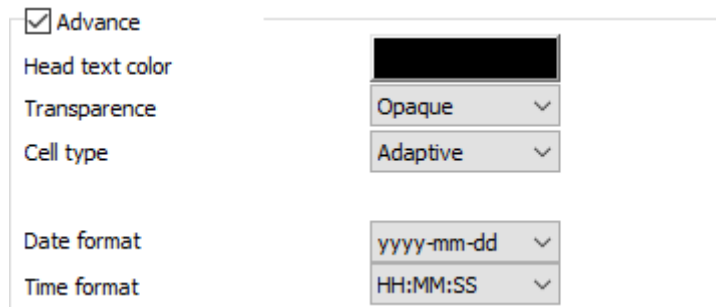 Advance
Head text color
Transparence Opaque
Cell type Adaptive
Date format yyyy-mm-dd
Time format HH:MM:SS